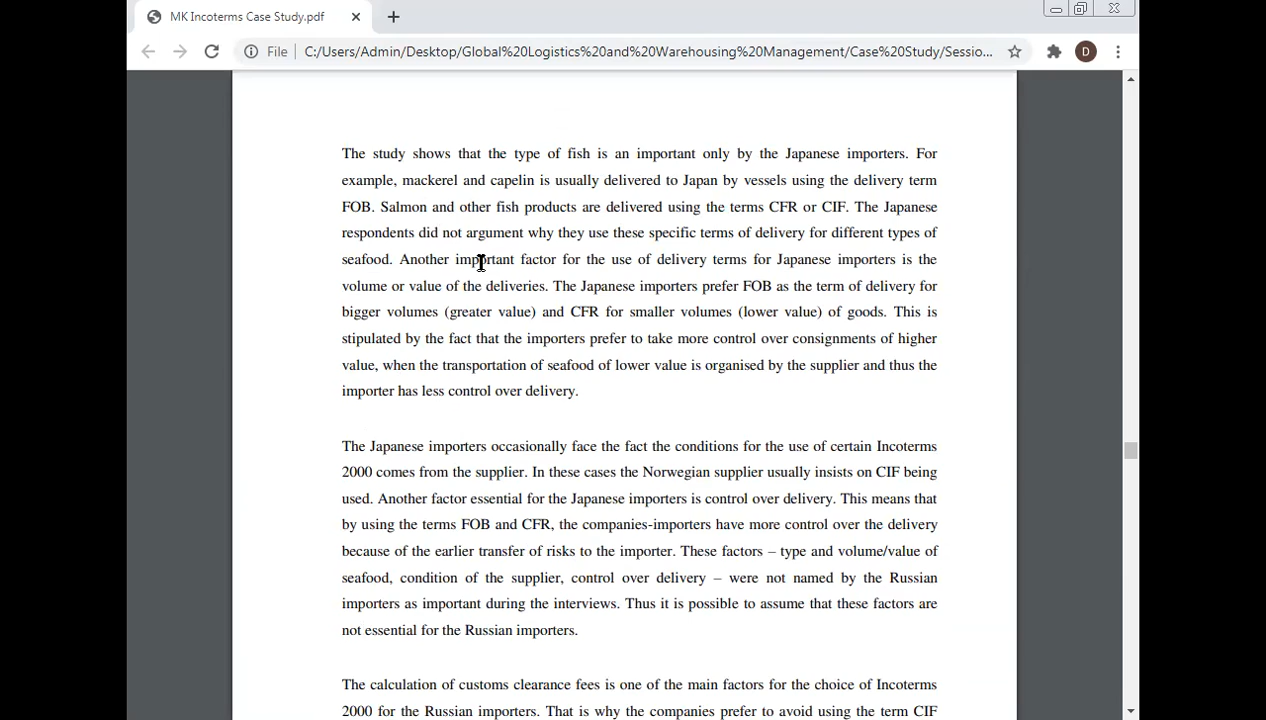 MK Incoterms Case Study.pdf
File C:/Users/Admin/Desktop/Global%20Logistics%20and%20Warehousing%20Management/Case%20Study/Sessio...
D
The study shows that the type of fish is an important only by the Japanese importers. For
example, mackerel and capelin is usually delivered to Japan by vessels using the delivery term
FOB. Salmon and other fish products are delivered using the terms CFR or CIF. The Japanese
respondents did not argument why they use these specific terms of delivery for different types of
seafood. Another important factor for the use of delivery terms for Japanese importers is the
volume or value of the deliveries. The Japanese importers prefer FOB as the term of delivery for
bigger volumes (greater value) and CFR for smaller volumes (lower value) of goods. This is
stipulated by the fact that the importers prefer to take more control over consignments of higher
value, when the transportation of seafood of lower value is organised by the supplier and thus the
importer has less control over delivery.
The Japanese importers occasionally face the fact the conditions for the use of certain Incoterms
2000 comes from the supplier. In these cases the Norwegian supplier usually insists on CIF being
used. Another factor essential for the Japanese importers is control over delivery. This means that
by using the terms FOB and CFR, the companies-importers have more control over the delivery
because of the earlier transfer of risks to the importer. These factors – type and volume/value of
seafood, condition of the supplier, control over delivery – were not named by the Russian
importers as important during the interviews. Thus it is possible to assume that these factors are
not essential for the Russian importers.
The calculation of customs clearance fees is one of the main factors for the choice of Incoterms
2000 for the Russian importers. That is why the companies prefer to avoid using the term CIF